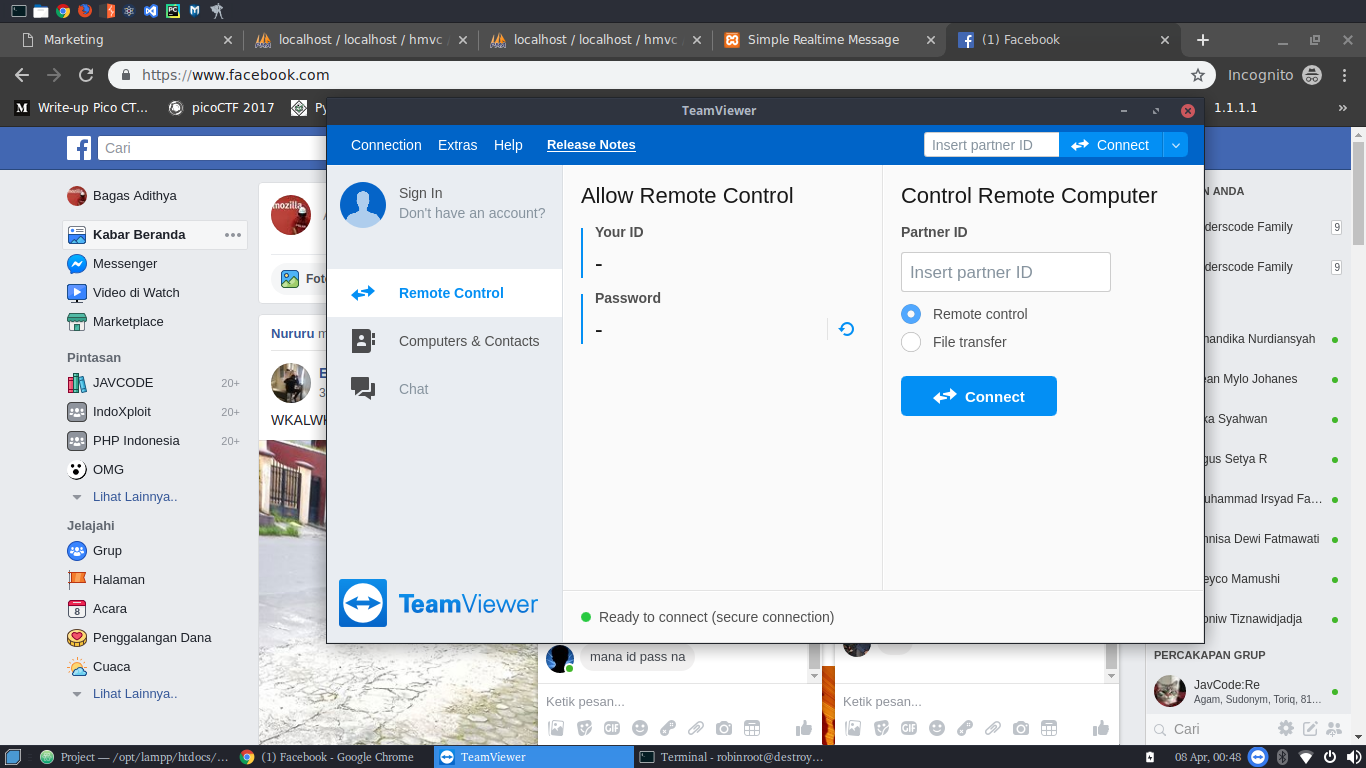 Marketing
localhost / localhost / hmvc
localhost / localhost / hmvc
Simple Realtime Message
(1) Facebook
https://www.facebook.com
Incognito
Write-up Pico CT...
picoCTF 2017
1.1.1.1
»
TeamViewer
Connection
Extras
Help
Release Notes
Insert partner ID
Connect
Cari
Bagas Adithya
Kabar Beranda
Messenger
Video di Watch
Marketplace
Pintasan
JAVCODE
20+
IndoXploit
20+
PHP Indonesia
20+
OMG
Lihat Lainnya..
Jelajahi
Grup
Halaman
Acara
8
Penggalangan Dana
Cuaca
Lihat Lainnya..
mozilla
Nururu
Sign In
Don't have an account?
Remote Control
Computers & Contacts
Chat
TeamViewer
Allow Remote Control
Your ID
-
Password
-
Control Remote Computer
Partner ID
Insert partner ID
Remote control
File transfer
Connect
Ready to connect (secure connection)
N ANDA
derscode Family
9
derscode Family
9
andika Nurdiansyah
ean Mylo Johanes
ka Syahwan
gus Setya R
uhammad Irsyad Fa...
nnisa Dewi Fatmawati
eyco Mamushi
oniw Tiznawidjadja
PERCAKAPAN GRUP
JavCode:Re
Agam, Sudonym, Toriq, 81...
Cari
mana id pass na
Ketik pesan...
GIF
Ketik pesan...
GIF
Project — /opt/lampp/htdocs/...
(1) Facebook - Google Chrome
TeamViewer
Terminal - robinroot@destroy...
08 Apr, 00:48